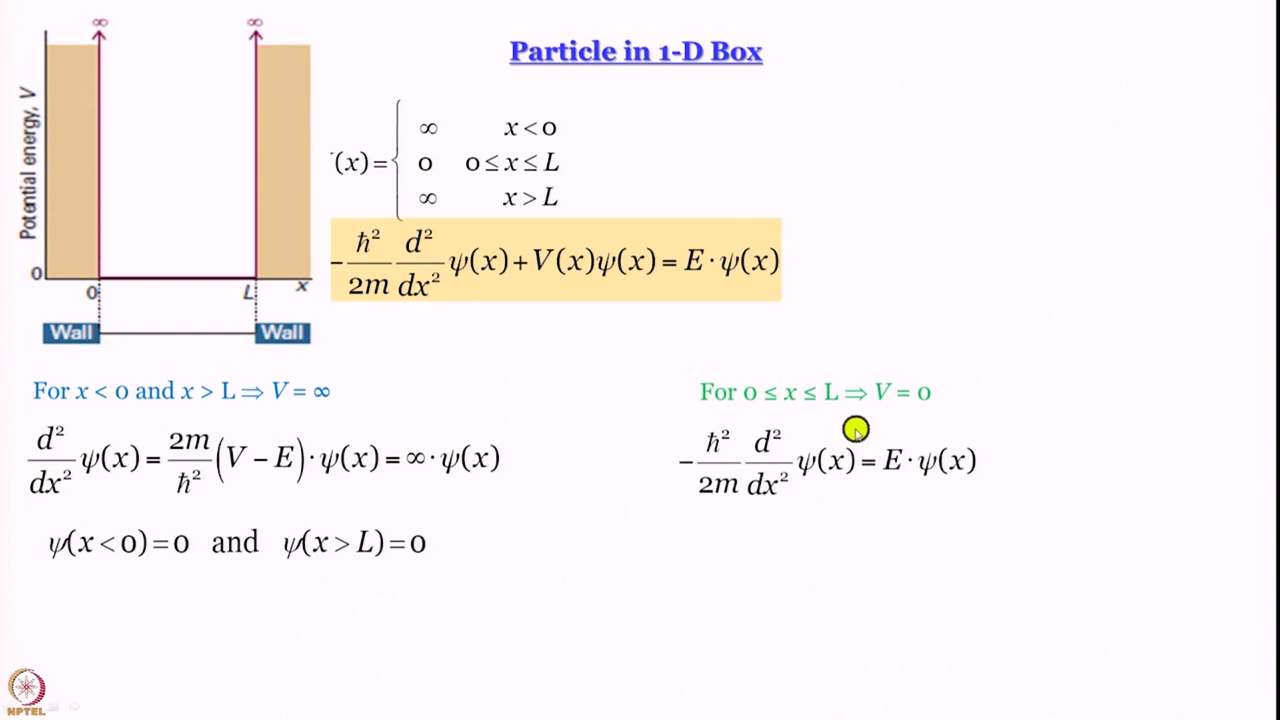 Particle in 1-D Box
∞ ∞
Potential energy, V
0
0 L x
Wall Wall
(x) = { ∞ x < 0
0 0 ≤ x ≤ L
∞ x > L
-ℏ²/2m d²/dx² ψ(x) + V(x)ψ(x) = E · ψ(x)
For x < 0 and x > L ⇒ V = ∞
d²/dx² ψ(x) = 2m/ℏ² (V − E) · ψ(x) = ∞ · ψ(x)
ψ(x < 0) = 0 and ψ(x > L) = 0
For 0 ≤ x ≤ L ⇒ V = 0
-ℏ²/2m d²/dx² ψ(x) = E · ψ(x)
NPTEL